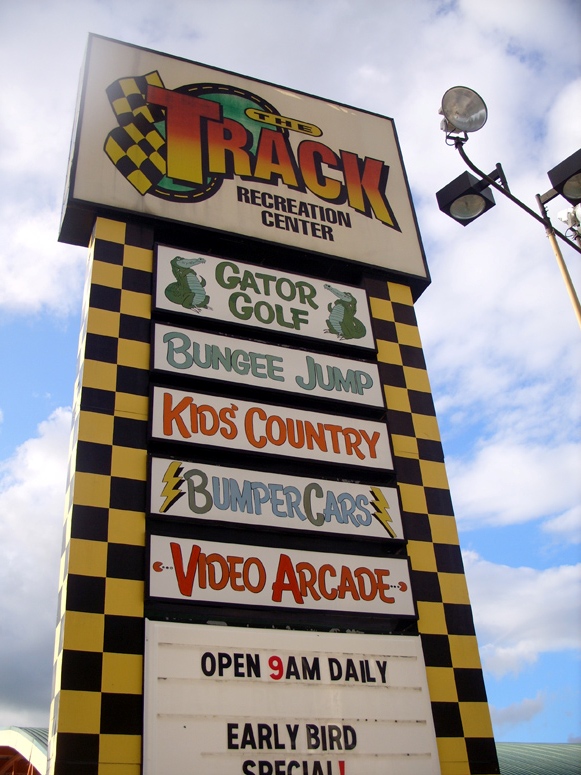 THE
TRACK
RECREATION
CENTER
GATOR
GOLF
BUNGEE JUMP
KIDS' COUNTRY
BUMPER CARS
VIDEO ARCADE
OPEN 9AM DAILY
EARLY BIRD
SPECIAL!